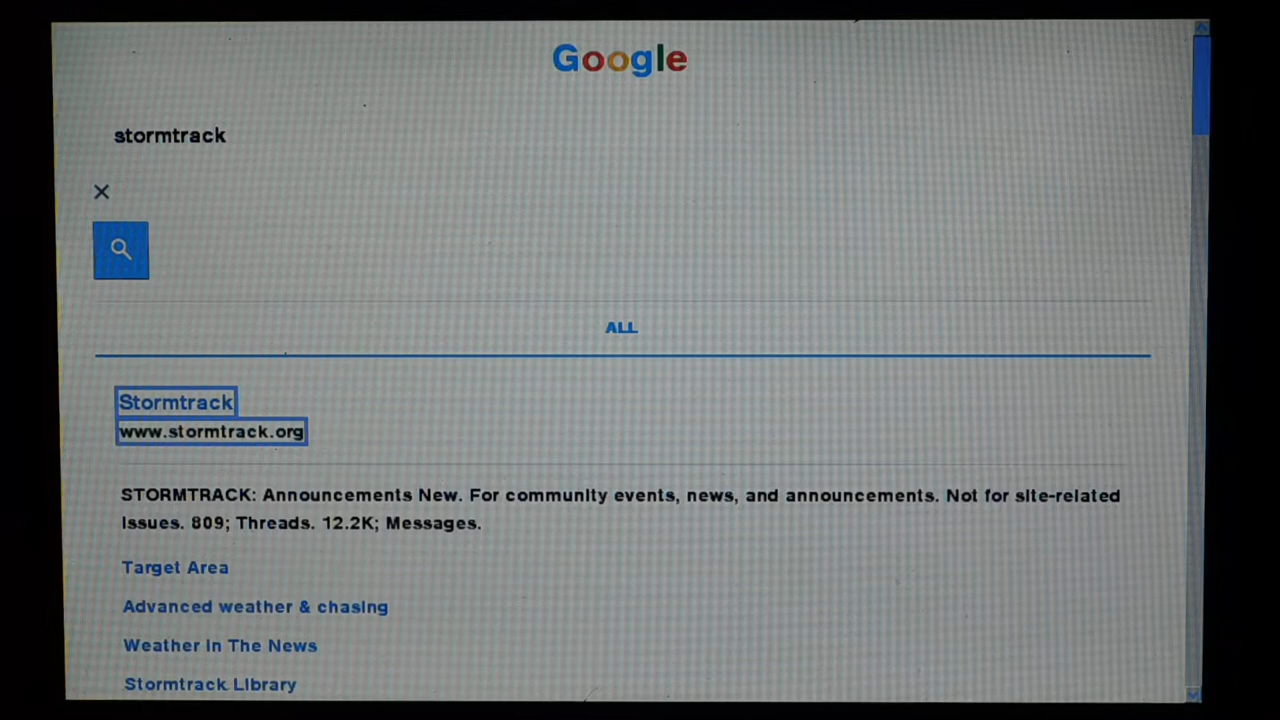 Google
stormtrack
ALL
Stormtrack
www.stormtrack.org
STORMTRACK: Announcements New. For community events, news, and announcements. Not for site-related
issues. 809; Threads. 12.2K; Messages.
Target Area
Advanced weather & chasing
Weather In The News
Stormtrack Library